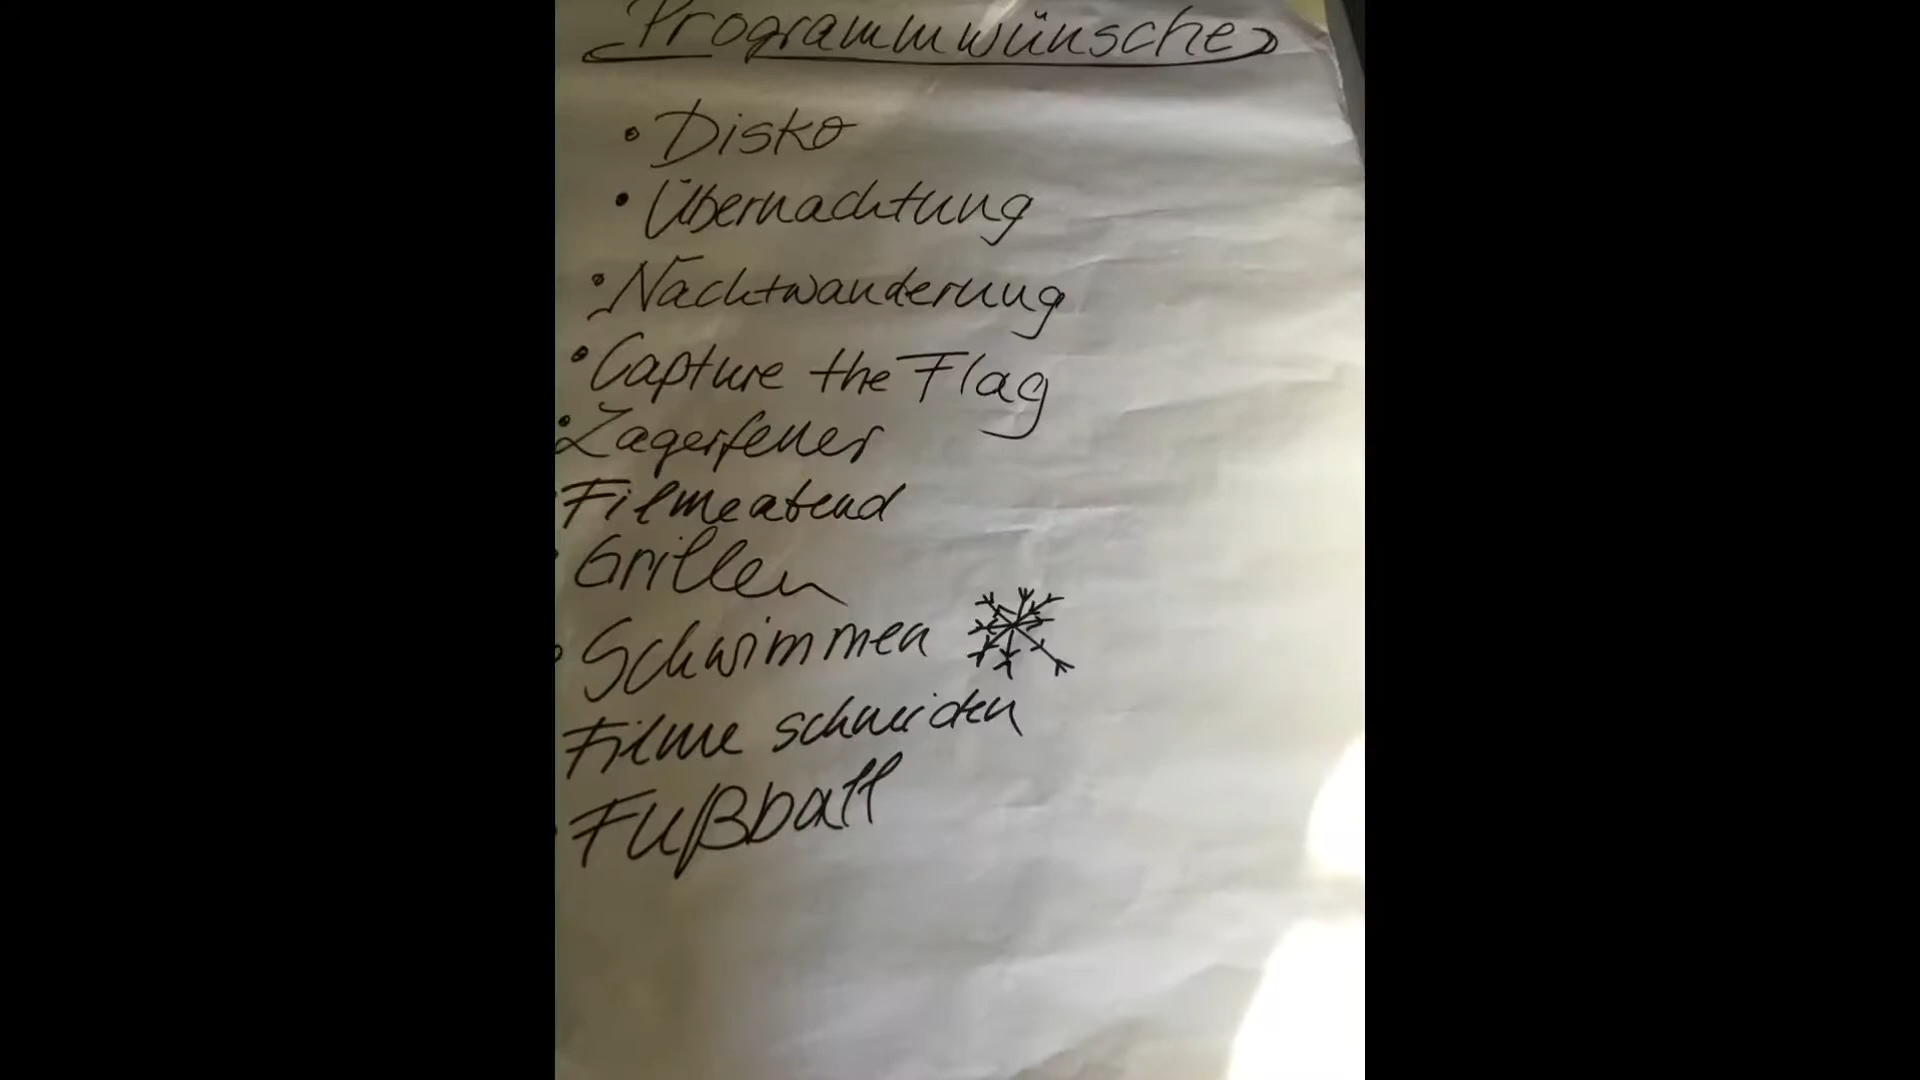 Programmwünsche
• Disko
• Übernachtung
• Nachtwanderung
• Capture the Flag
• Lagerfeuer
• Filmeabend
• Grillen
• Schwimmen
Filme schneiden
• Fußball